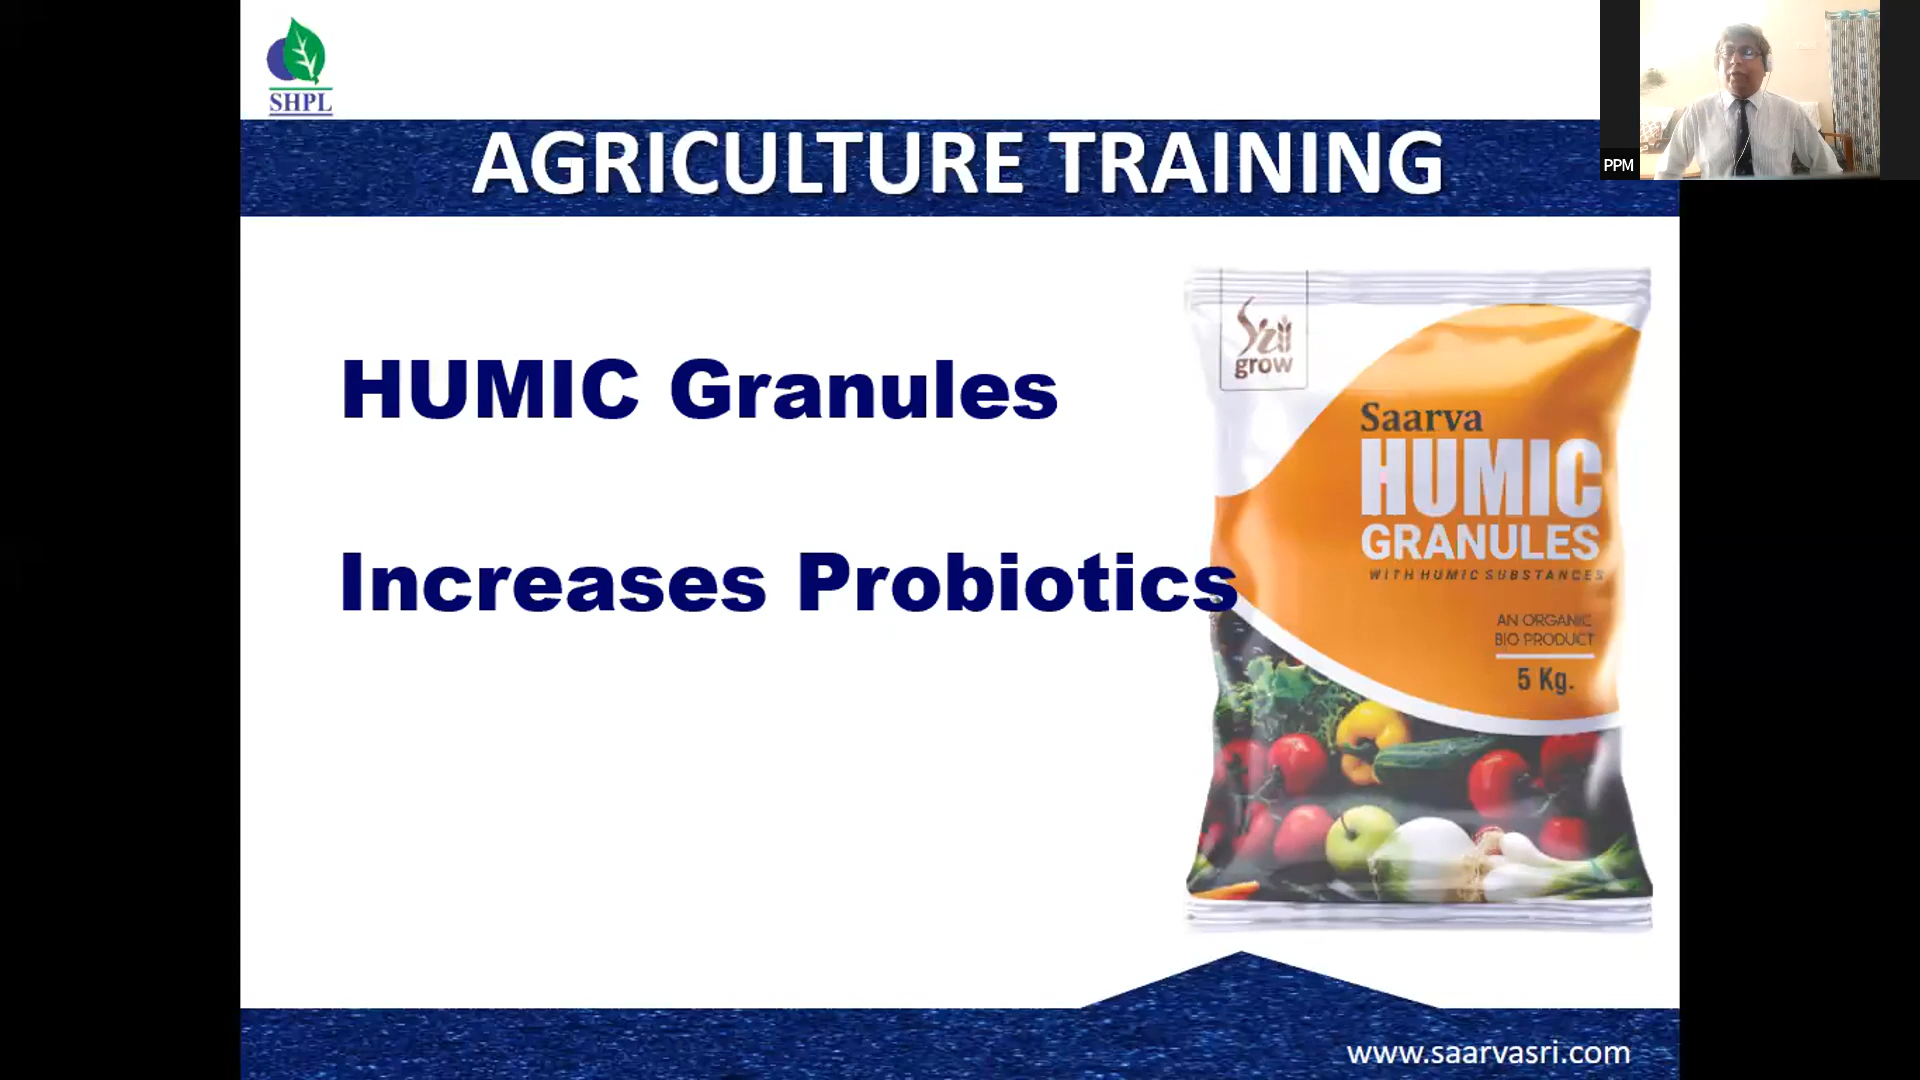 SHPL
AGRICULTURE TRAINING
PPM
HUMIC Granules
Increases Probiotics
Sri
grow
Saarva
HUMIC
GRANULES
WITH HUMIC SUBSTANCES
AN ORGANIC
BIO PRODUCT
5 Kg.
www.saarvasri.com